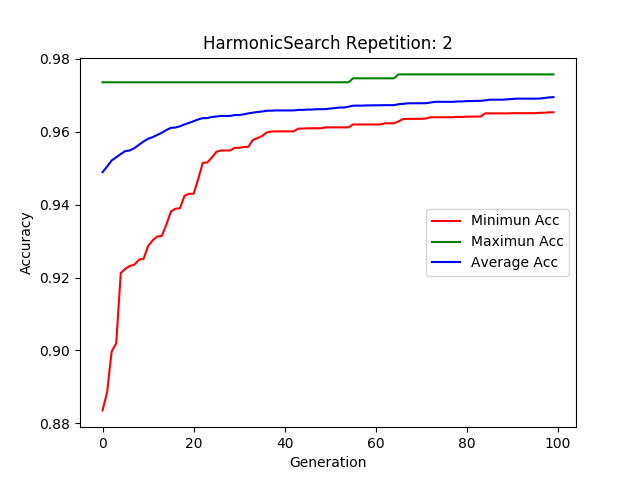 HarmonicSearch Repetition: 2
0.98
0.96
0.94
0.92
0.90
0.88
Accuracy
Minimun Acc
Maximun Acc
Average Acc
0 20 40 60 80 100
Generation